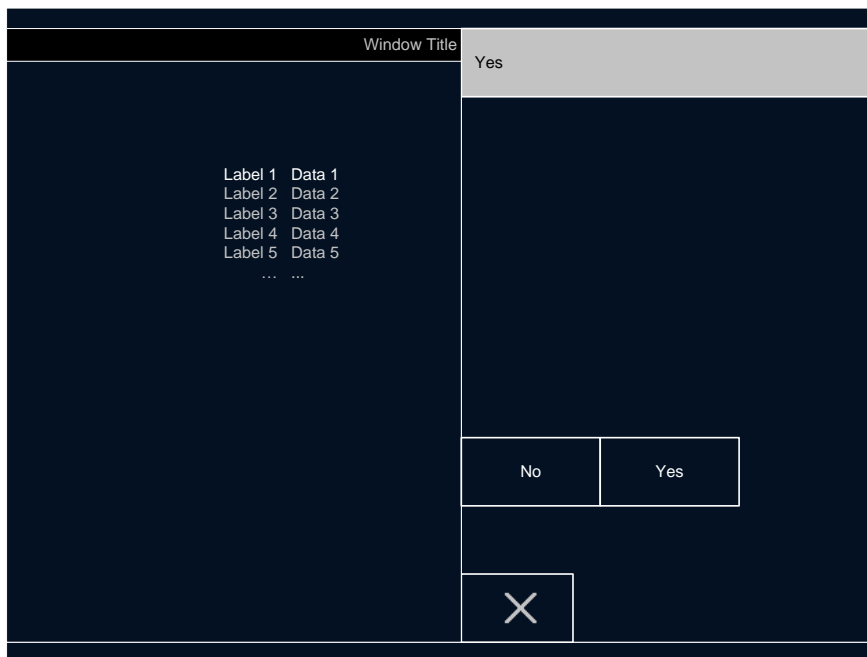 Window Title
Yes
Label 1 Data 1
Label 2 Data 2
Label 3 Data 3
Label 4 Data 4
Label 5 Data 5
… ...
No
Yes